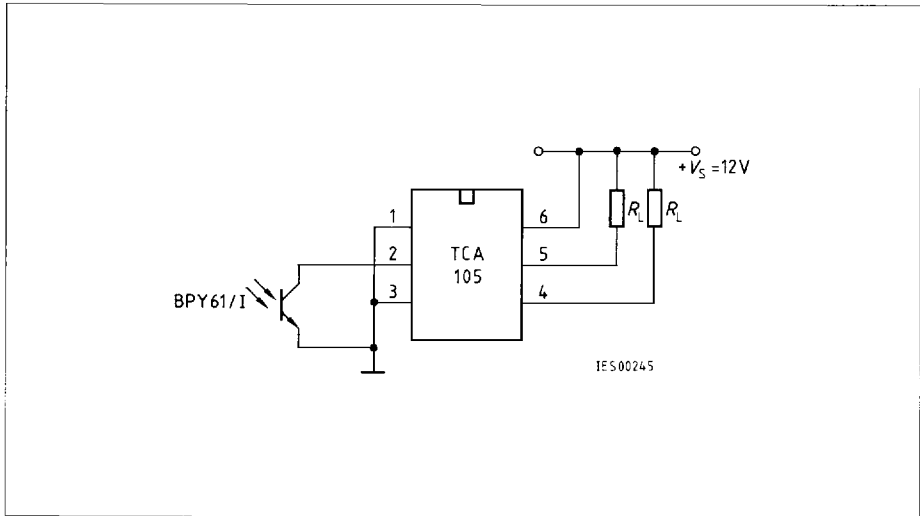 +V_S = 12V
1
6
R_L
R_L
2
TCA
105
5
BPY61/I
3
4
IES00245